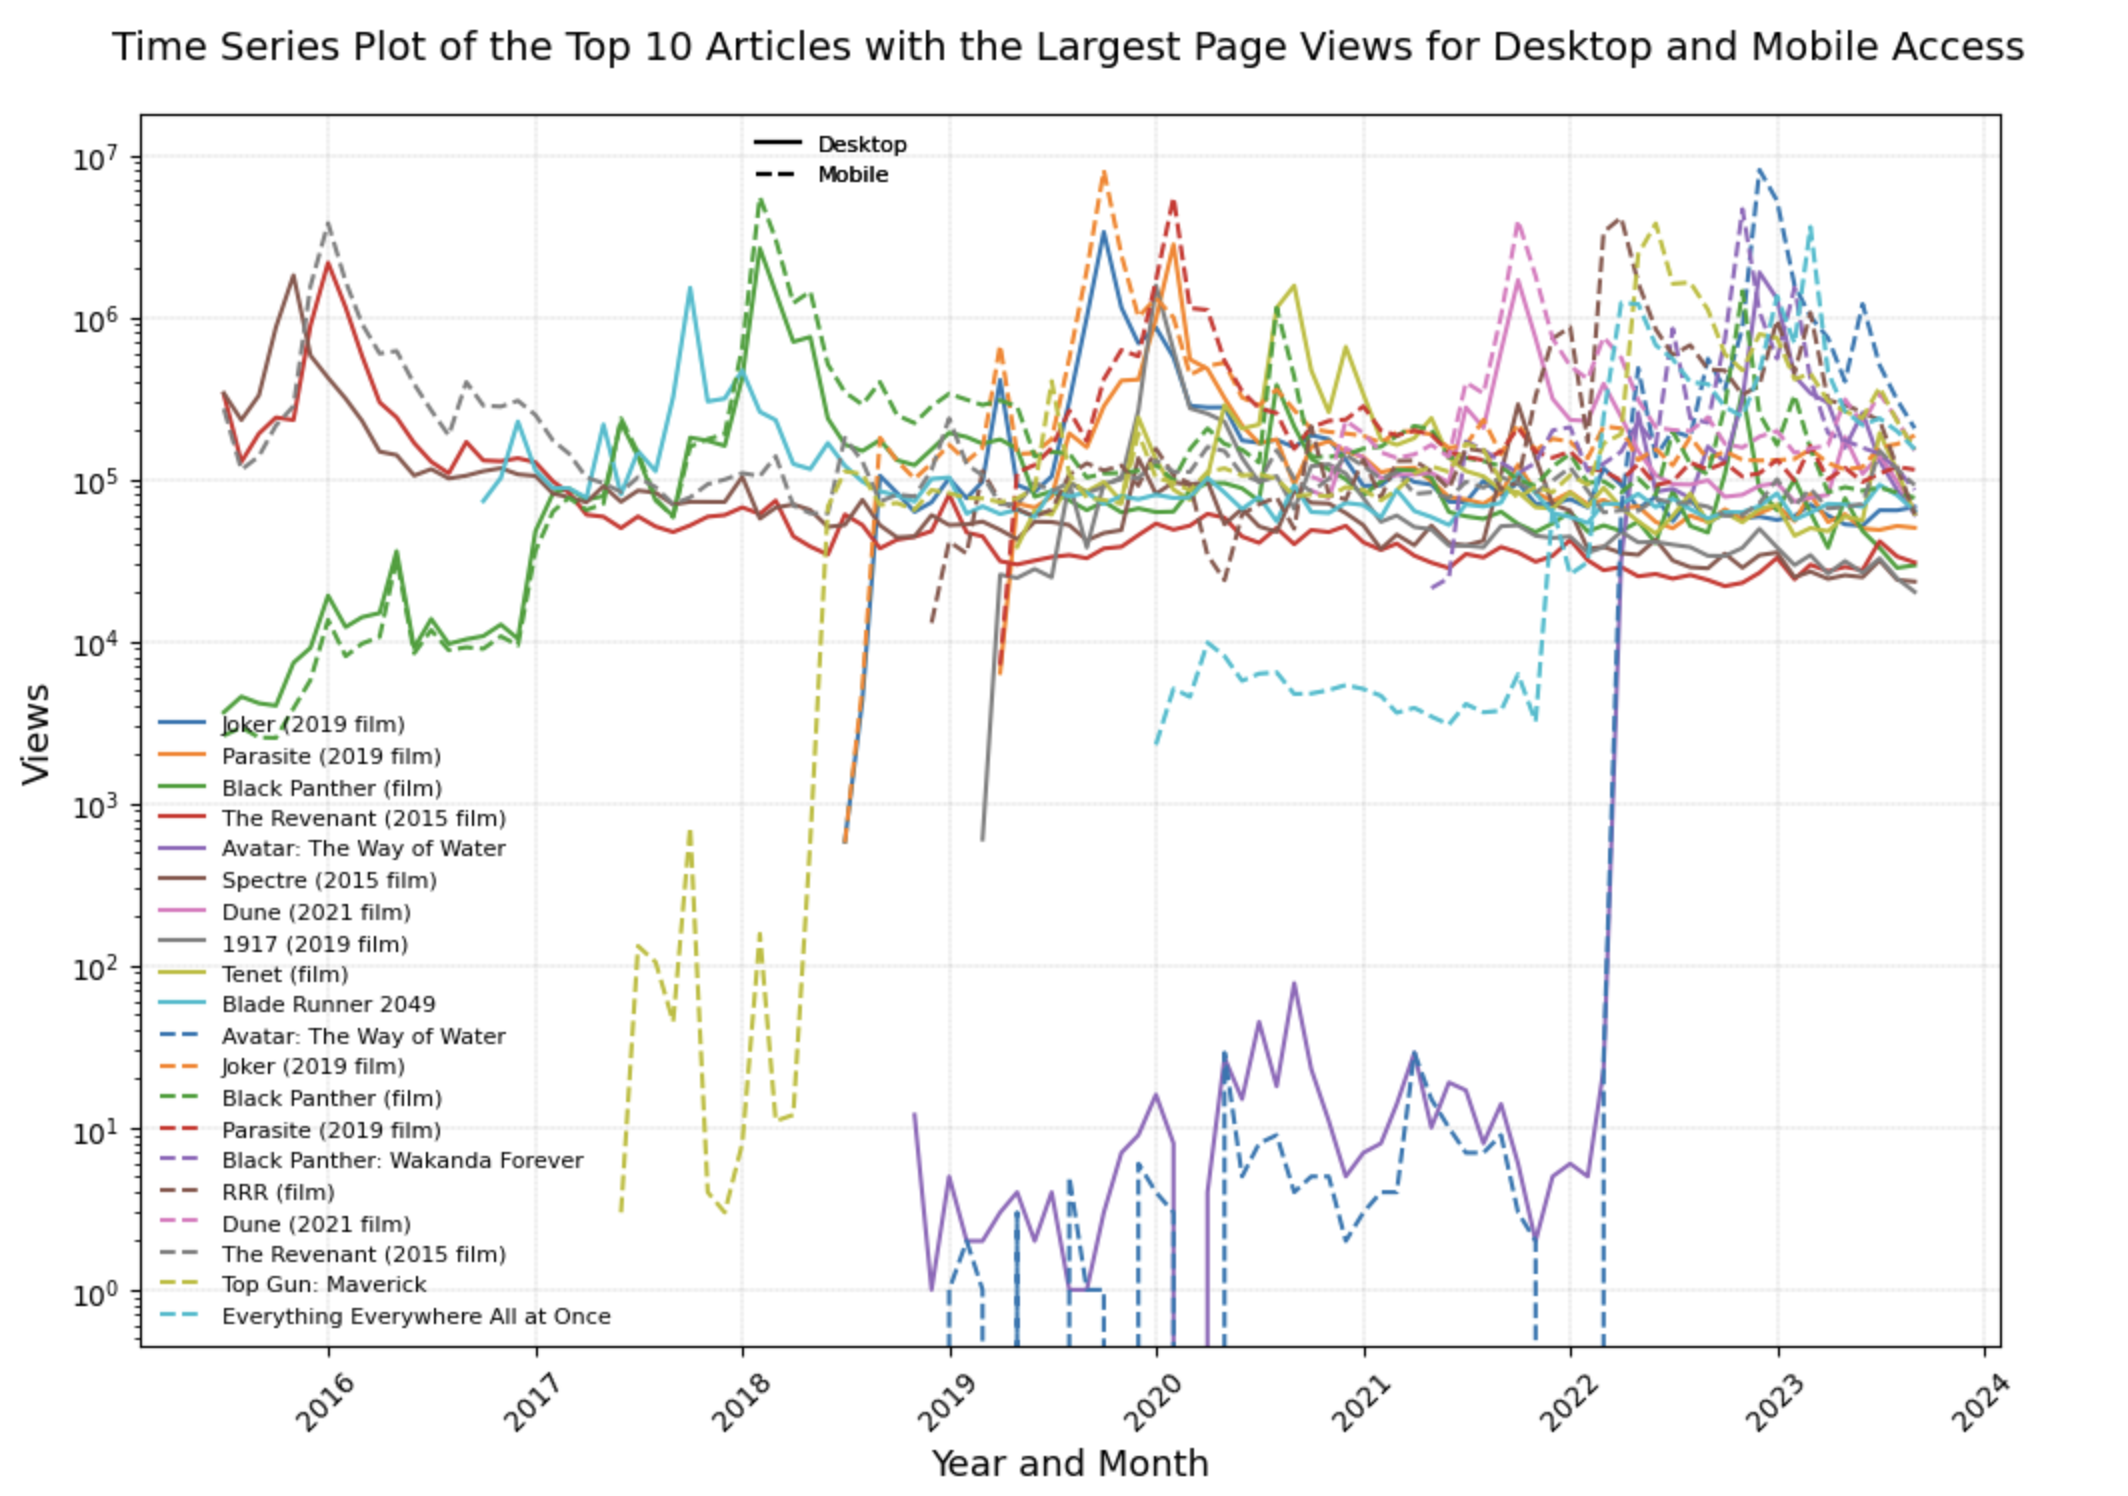 Time Series Plot of the Top 10 Articles with the Largest Page Views for Desktop and Mobile Access
Desktop
Mobile
10^7
10^6
10^5
10^4
10^3
10^2
10^1
10^0
Views
Joker (2019 film)
Parasite (2019 film)
Black Panther (film)
The Revenant (2015 film)
Avatar: The Way of Water
Spectre (2015 film)
Dune (2021 film)
1917 (2019 film)
Tenet (film)
Blade Runner 2049
Avatar: The Way of Water
Joker (2019 film)
Black Panther (film)
Parasite (2019 film)
Black Panther: Wakanda Forever
RRR (film)
Dune (2021 film)
The Revenant (2015 film)
Top Gun: Maverick
Everything Everywhere All at Once
2016 2017 2018 2019 2020 2021 2022 2023 2024
Year and Month